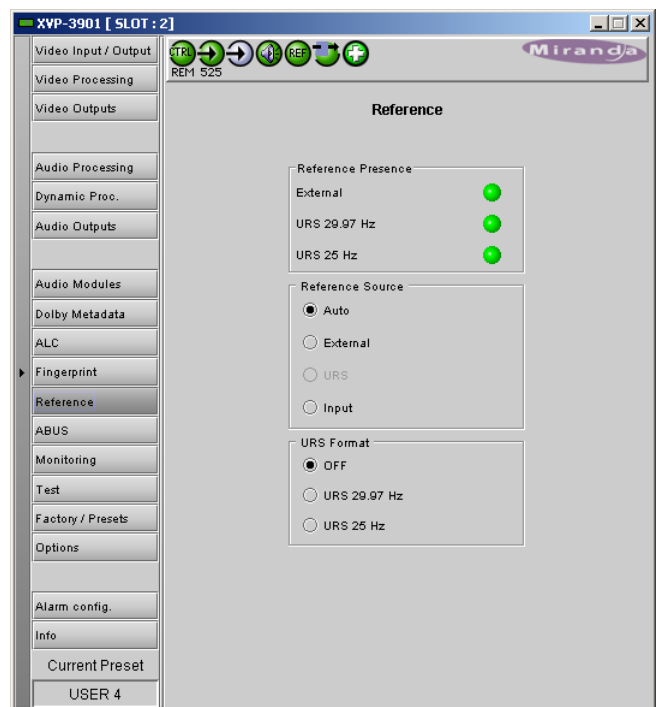 XVP-3901 [ SLOT : 2]
CTRL
REF
REM 525
Miranda
Video Input / Output
Video Processing
Video Outputs
Audio Processing
Dynamic Proc.
Audio Outputs
Audio Modules
Dolby Metadata
ALC
Fingerprint
Reference
ABUS
Monitoring
Test
Factory / Presets
Options
Alarm config.
Info
Current Preset
USER 4
Reference
Reference Presence
External
URS 29.97 Hz
URS 25 Hz
Reference Source
Auto
External
URS
Input
URS Format
OFF
URS 29.97 Hz
URS 25 Hz